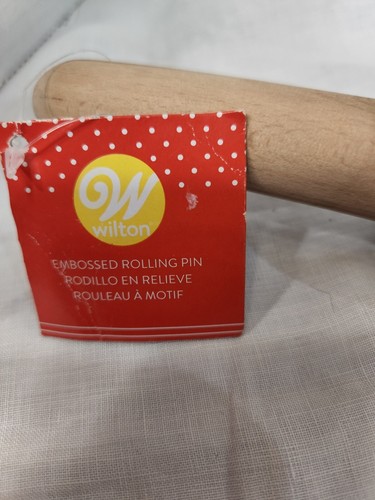 W
wilton
EMBOSSED ROLLING PIN
RODILLO EN RELIEVE
ROULEAU À MOTIF